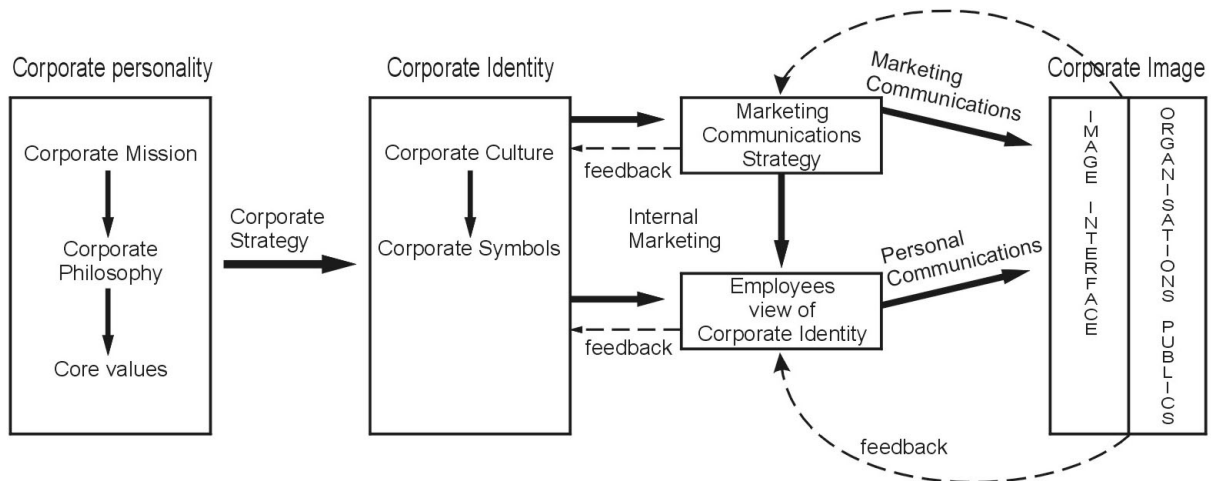 Corporate personality
Corporate Mission
Corporate
Philosophy
Core values
Corporate
Strategy
Corporate Identity
Corporate Culture
Corporate Symbols
feedback
Internal
Marketing
feedback
Marketing
Communications
Strategy
Employees
view of
Corporate Identity
Marketing
Communications
Personal
Communications
Corporate Image
IMAGE INTERFACE
ORGANISATIONS PUBLICS
feedback